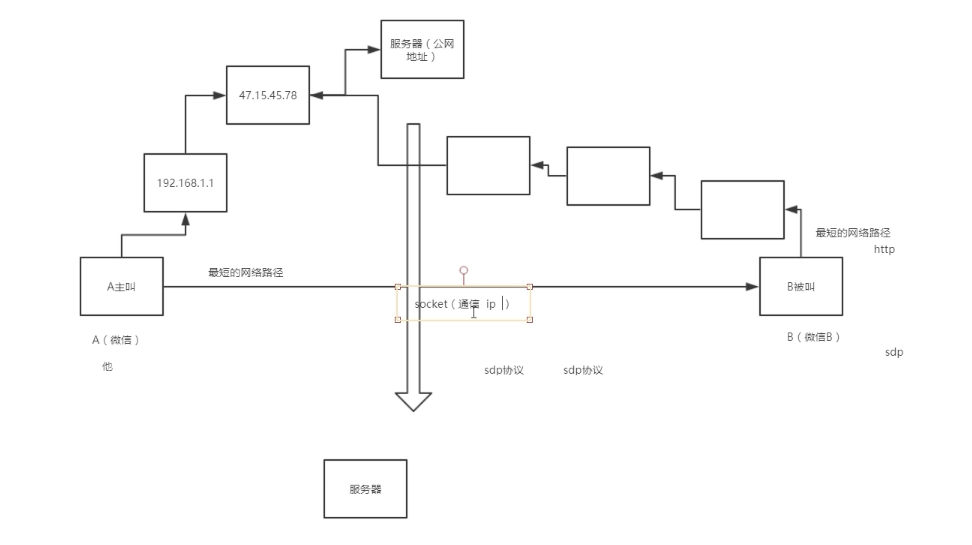 服务器（公网
地址）
47.15.45.78
192.168.1.1
最短的网络路径
http
最短的网络路径
A主叫
socket（通信 ip ）
B被叫
A（微信）
B（微信B）
他
sdp
sdp协议
sdp协议
服务器